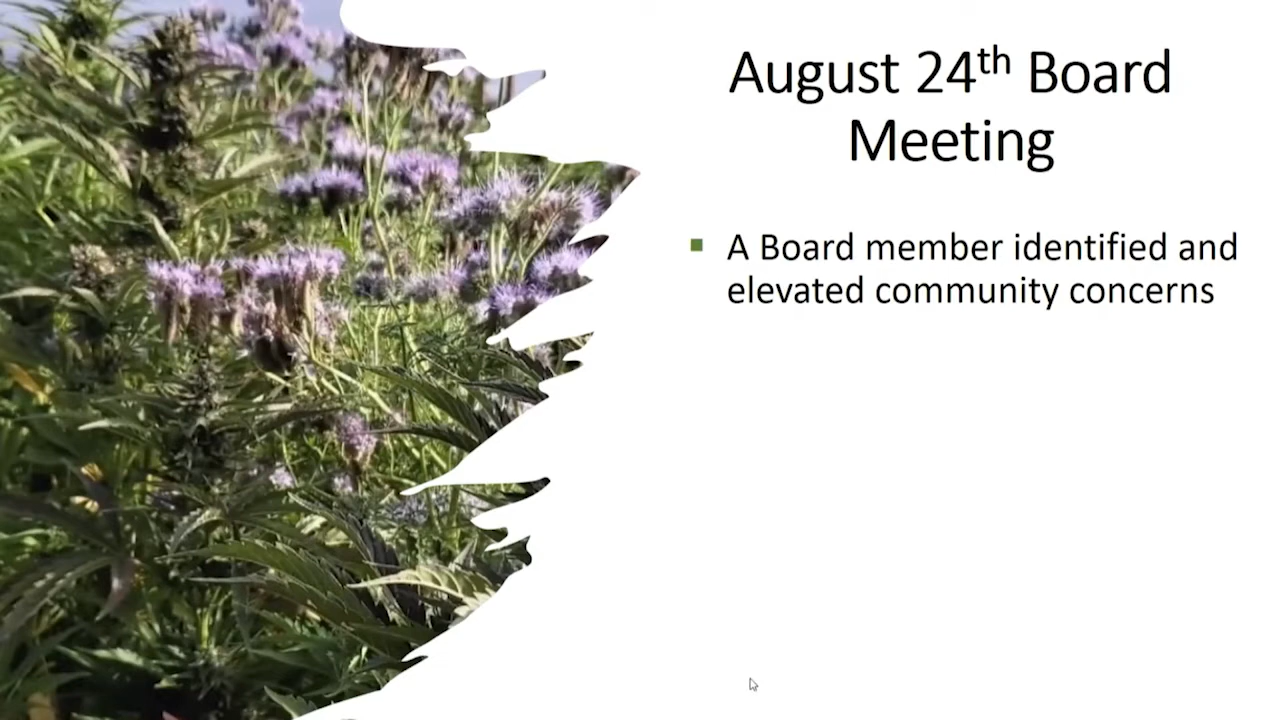 August 24th Board
Meeting
A Board member identified and
elevated community concerns